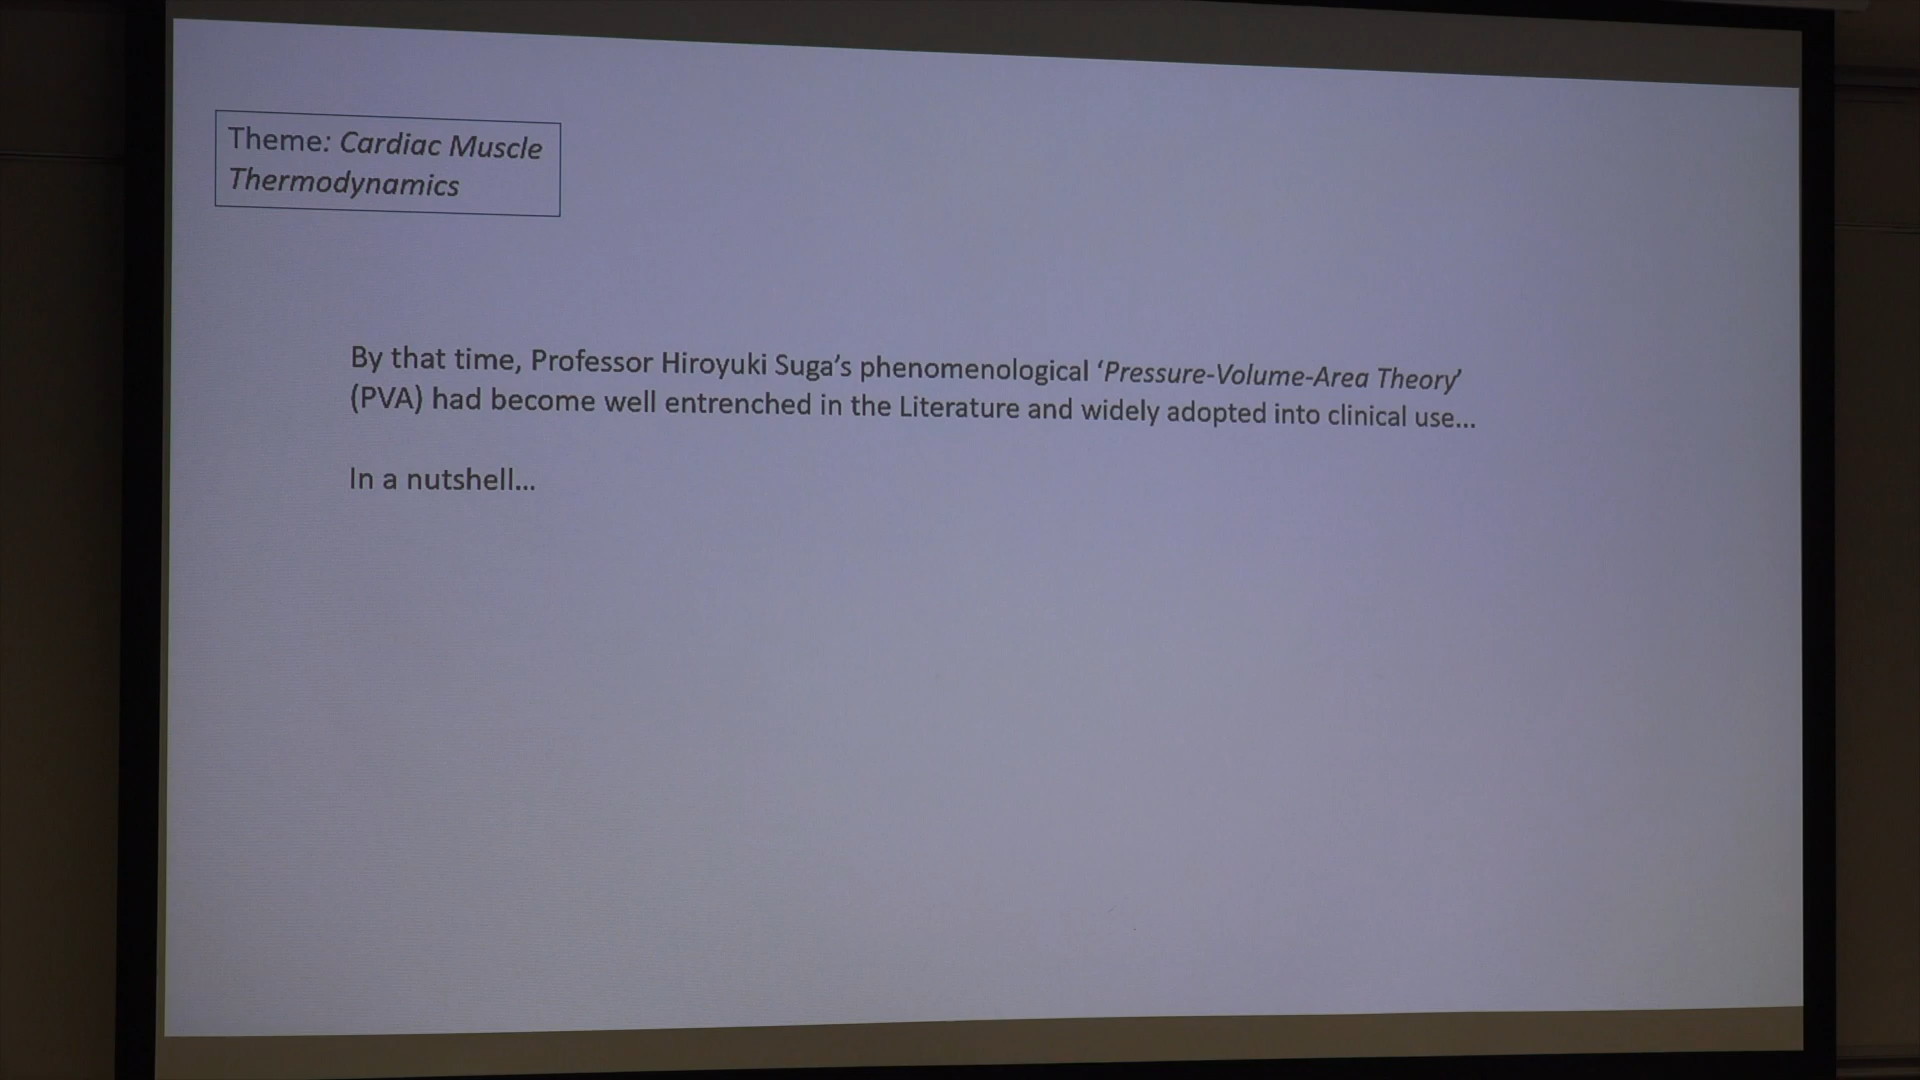 Theme: Cardiac Muscle
Thermodynamics
By that time, Professor Hiroyuki Suga’s phenomenological ‘Pressure-Volume-Area Theory’
(PVA) had become well entrenched in the Literature and widely adopted into clinical use...
In a nutshell...